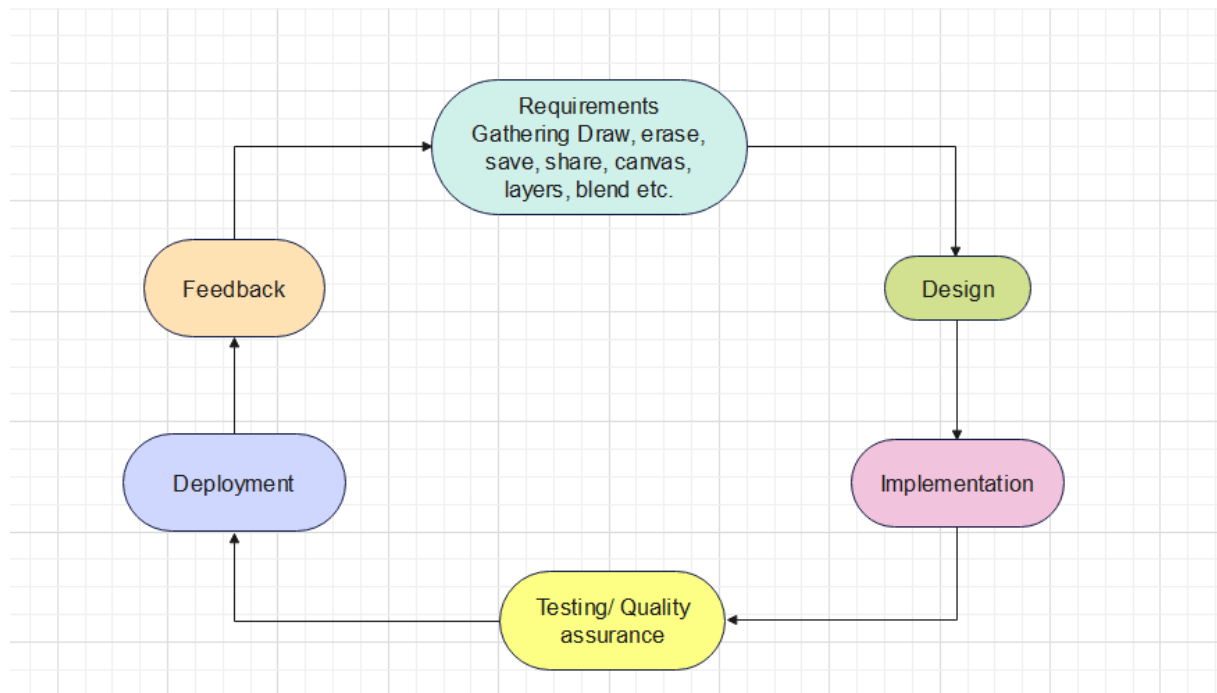 Requirements
Gathering Draw, erase,
save, share, canvas,
layers, blend etc.
Design
Implementation
Testing/ Quality
assurance
Deployment
Feedback